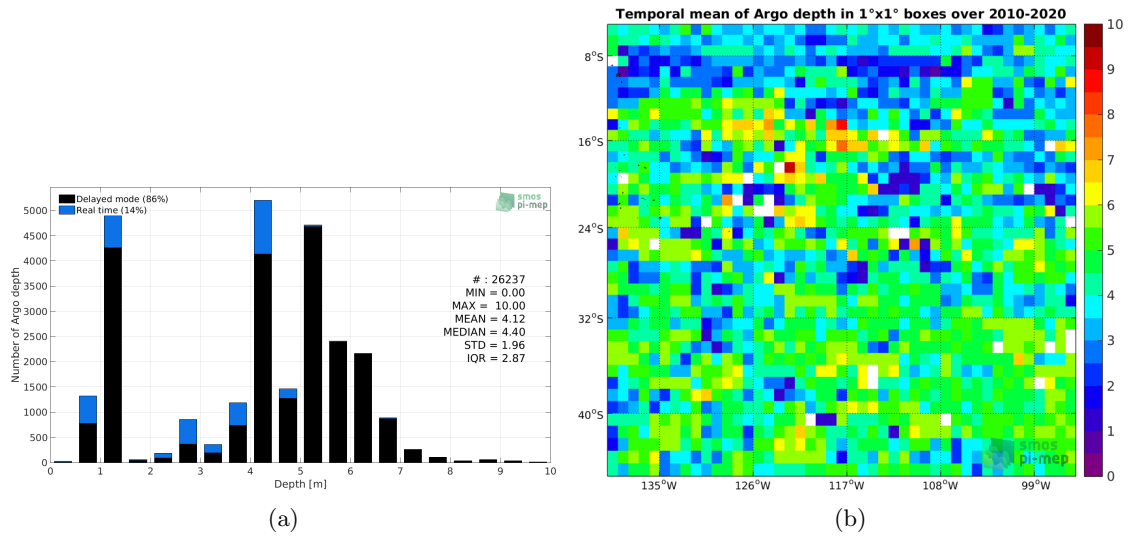 Temporal mean of Argo depth in 1°x1° boxes over 2010-2020
Delayed mode (86%)
Real time (14%)
smos
pi-mep
# : 26237
MIN = 0.00
MAX = 10.00
MEAN = 4.12
MEDIAN = 4.40
STD = 1.96
IQR = 2.87
Number of Argo depth
5000
4500
4000
3500
3000
2500
2000
1500
1000
500
0
0 1 2 3 4 5 6 7 8 9 10
Depth [m]
(a)
8°S
16°S
24°S
32°S
40°S
135°W 126°W 117°W 108°W 99°W
smos
pi-mep
10
9
8
7
6
5
4
3
2
1
0
(b)